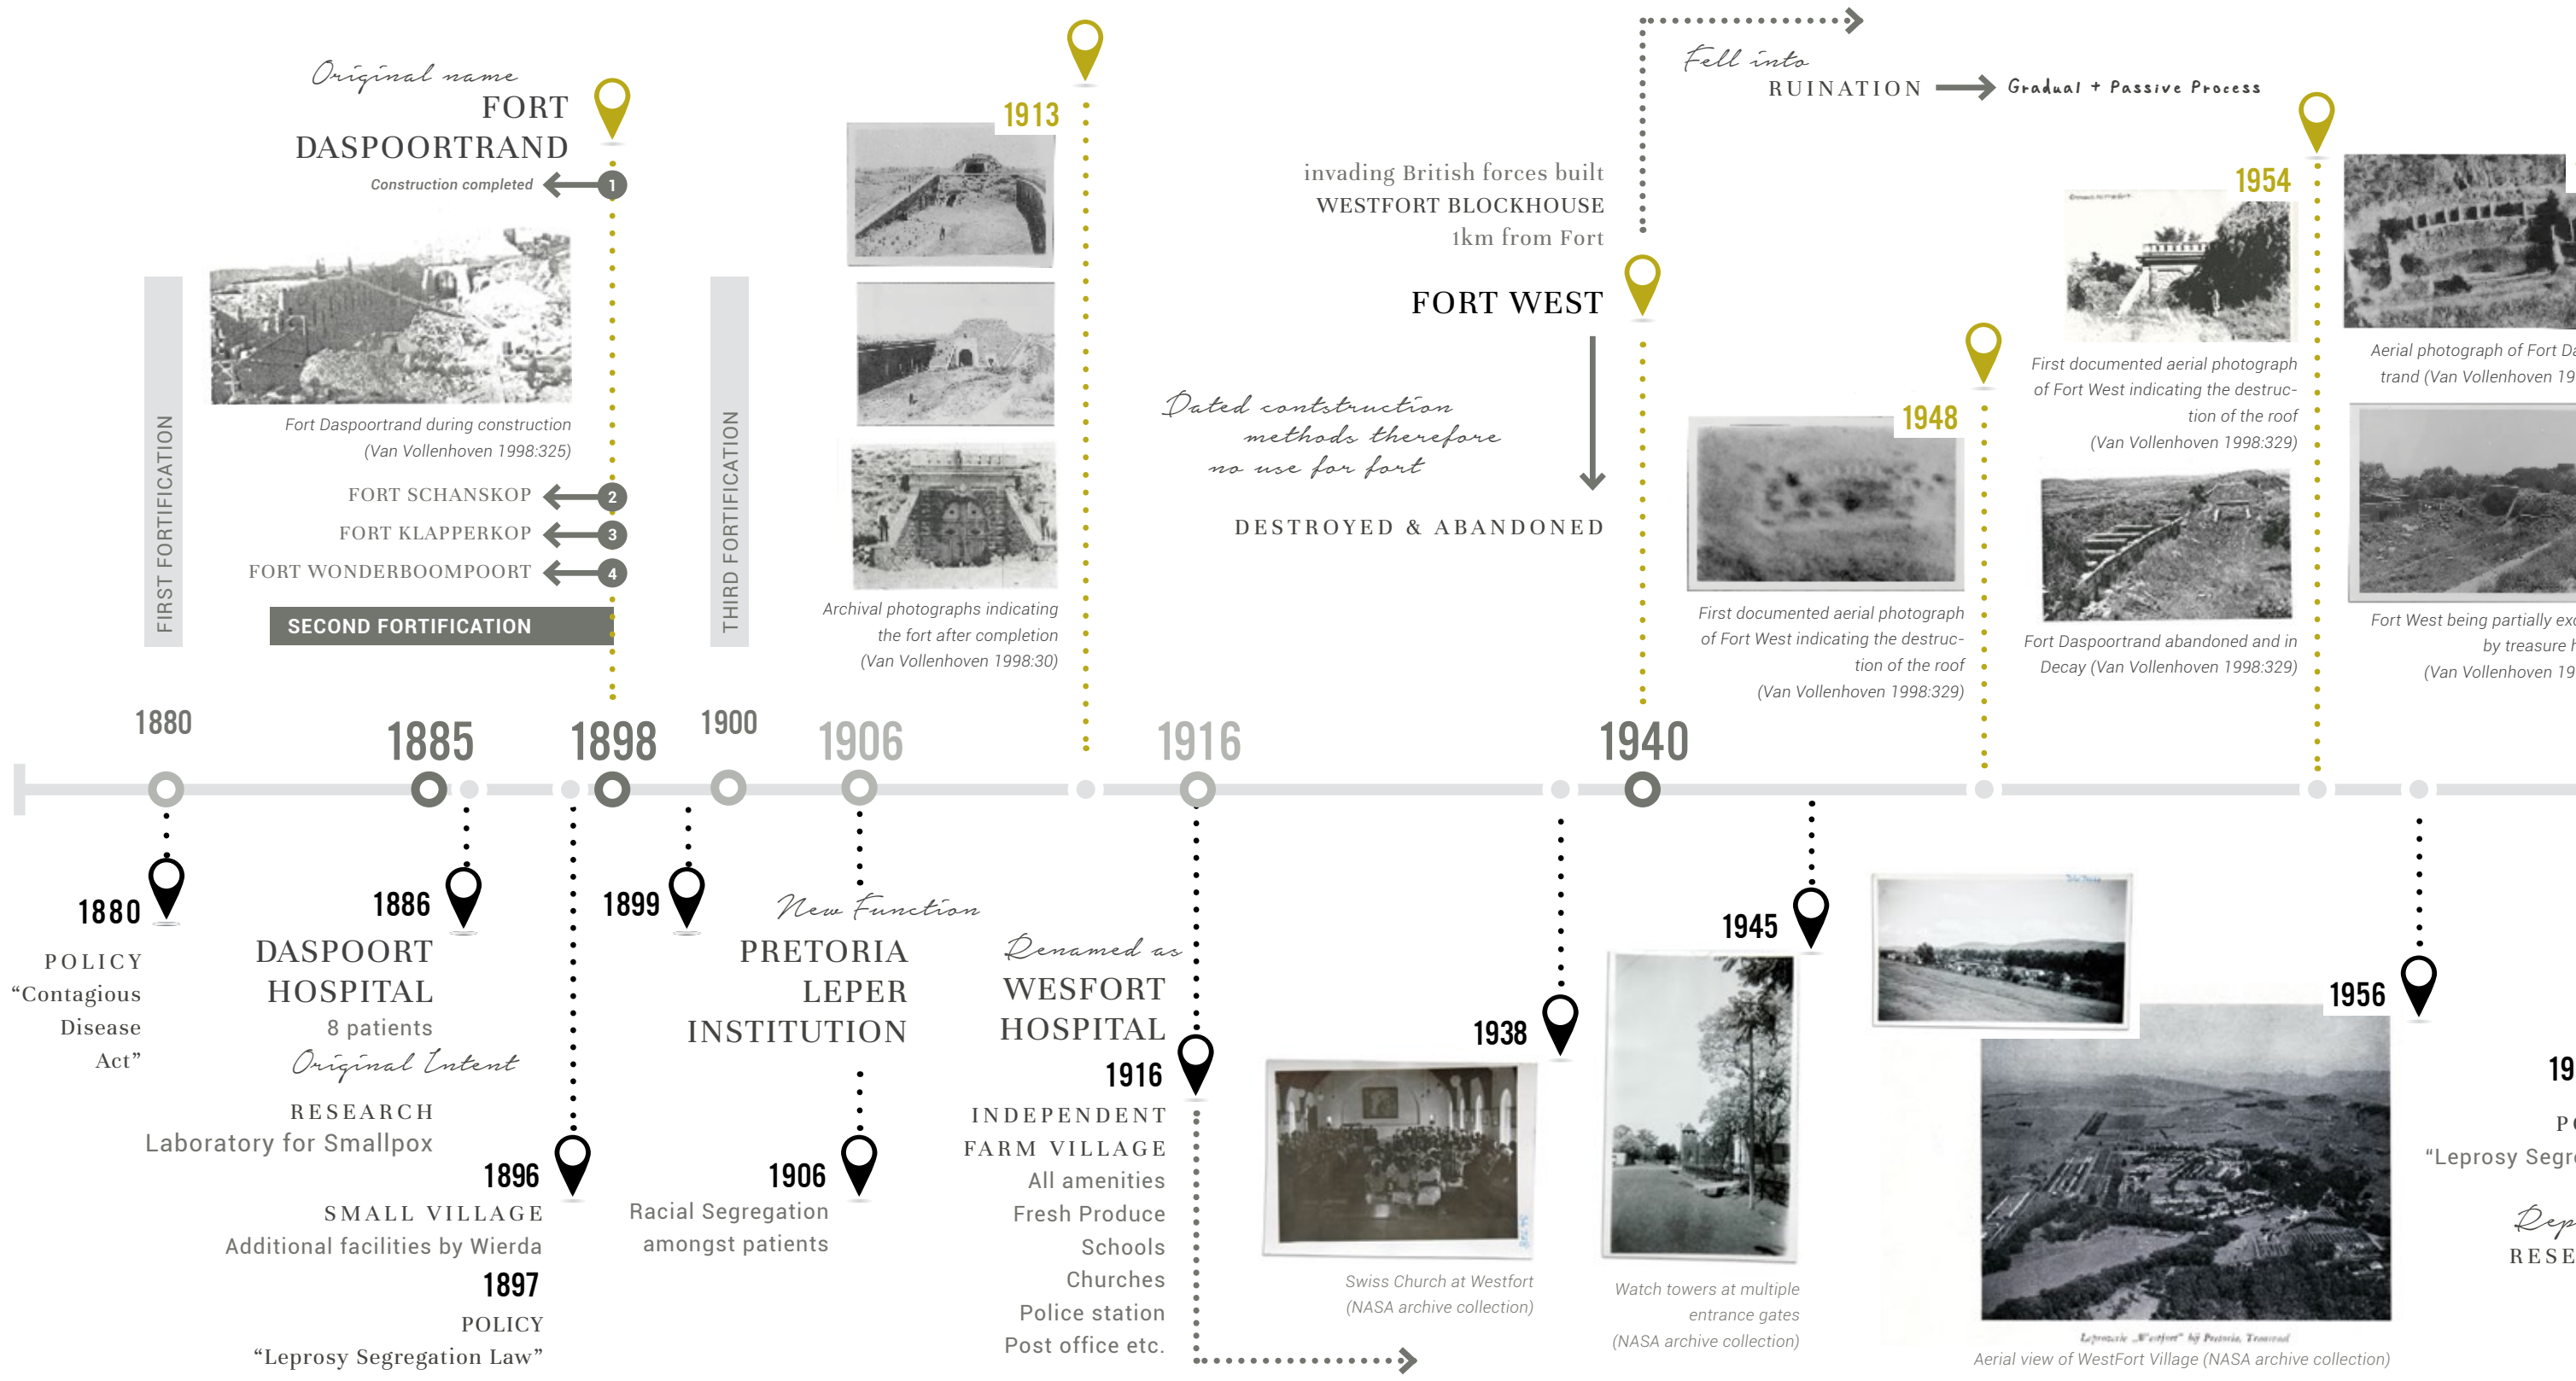 Original name
FORT
DASPOORTRAND
Construction completed
1
Fort Daspoortrand during construction
(Van Vollenhoven 1998:325)
FORT SCHANSKOP
2
FORT KLAPPERKOP
3
FORT WONDERBOOMPOORT
4
SECOND FORTIFICATION
FIRST FORTIFICATION
THIRD FORTIFICATION
1913
Archival photographs indicating
the fort after completion
(Van Vollenhoven 1998:30)
invading British forces built
WESTFORT BLOCKHOUSE
1km from Fort
FORT WEST
Dated contstruction
methods therefore
no use for fort
DESTROYED & ABANDONED
Fell into
RUINATION
Gradual + Passive Process
1948
First documented aerial photograph
of Fort West indicating the destruc-
tion of the roof
(Van Vollenhoven 1998:329)
1954
First documented aerial photograph
of Fort West indicating the destruc-
tion of the roof
(Van Vollenhoven 1998:329)
Fort Daspoortrand abandoned and in
Decay (Van Vollenhoven 1998:329)
Aerial photograph of Fort Da
trand (Van Vollenhoven 19
Fort West being partially exc
by treasure h
(Van Vollenhoven 19
1880
1885
1898
1900
1906
1916
1940
1880
POLICY
“Contagious
Disease
Act”
1886
DASPOORT
HOSPITAL
8 patients
Original Intent
RESEARCH
Laboratory for Smallpox
1896
SMALL VILLAGE
Additional facilities by Wierda
1897
POLICY
“Leprosy Segregation Law”
1899
New Function
PRETORIA
LEPER
INSTITUTION
1906
Racial Segregation
amongst patients
Renamed as
WESFORT
HOSPITAL
1916
INDEPENDENT
FARM VILLAGE
All amenities
Fresh Produce
Schools
Churches
Police station
Post office etc.
1938
Swiss Church at Westfort
(NASA archive collection)
1945
Watch towers at multiple
entrance gates
(NASA archive collection)
1956
Leprozerie „Westfort” bij Pretoria, Transvaal
Aerial view of WestFort Village (NASA archive collection)
19
PO
“Leprosy Segre
Rep
RESE